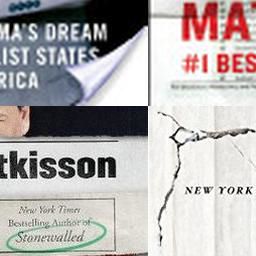 MA'S DREAM
LIST STATES
RICA
MA
#1 BES
tkisson
New York Times
Bestselling Author of
Stonewalled
NEW YORK